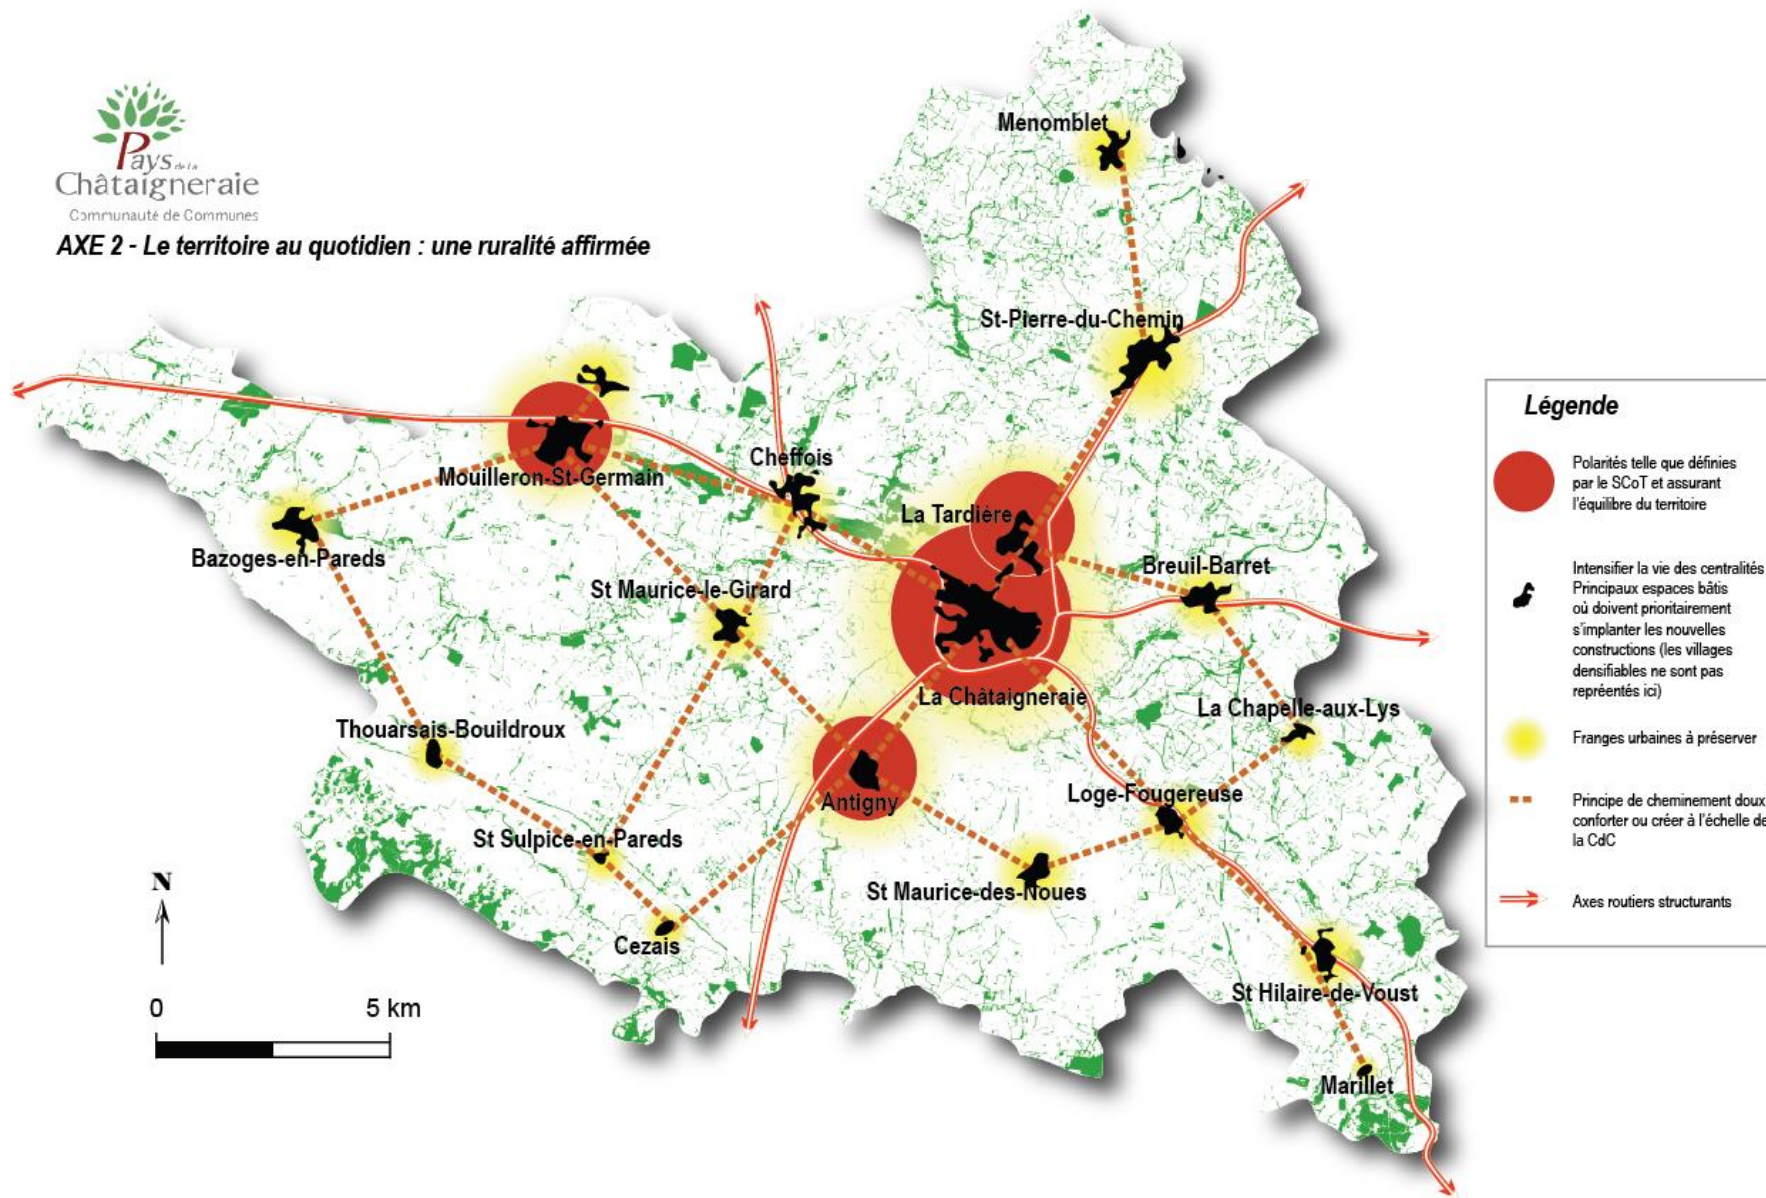 Pays de la
Châtaigneraie
Communauté de Communes
AXE 2 - Le territoire au quotidien : une ruralité affirmée
Menomblet
St-Pierre-du-Chemin
Cheffois
Mouilleron-St-Germain
La Tardière
Bazoges-en-Pareds
Breuil-Barret
St Maurice-le-Girard
La Châtaigneraie
La Chapelle-aux-Lys
Thouarsais-Bouildroux
Loge-Fougereuse
Antigny
St Sulpice-en-Pareds
St Maurice-des-Noues
Cezais
St Hilaire-de-Voust
Marillet
N
0 5 km
Légende
Polarités telle que définies
par le SCoT et assurant
l'équilibre du territoire
Intensifier la vie des centralités
Principaux espaces bâtis
où doivent prioritairement
s'implanter les nouvelles
constructions (les villages
densifiables ne sont pas
repréentés ici)
Franges urbaines à préserver
Principe de cheminement doux
conforter ou créer à l'échelle de
la CdC
Axes routiers structurants